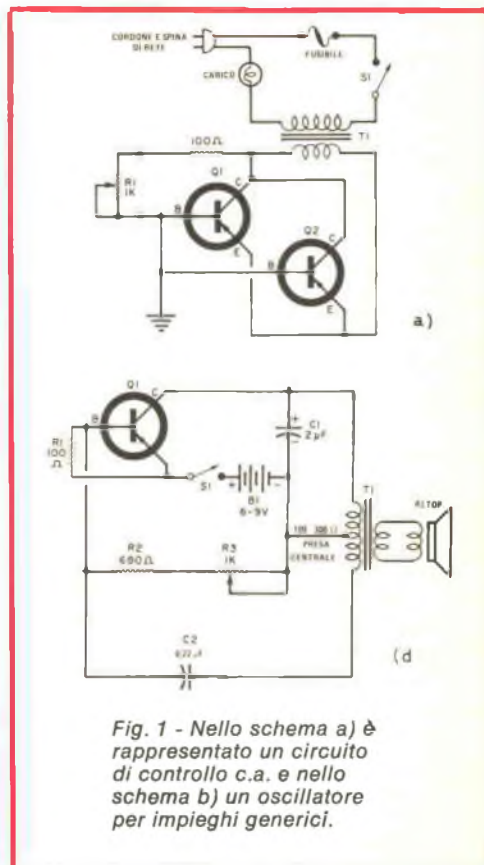 CORDONE E SPINA
DI RETE
FUSIBILE
CARICO
S1
T1
100Ω
R1
1K
Q1
C
B
E
Q2
C
B
E
a)
Q1
C
B
E
R1
100
Ω
S1
B1
6-9V
C1
2µF
T1
PRESA
CENTRALE
R2
680Ω
R3
1K
C2
(d
Fig. 1 - Nello schema a) è
rappresentato un circuito
di controllo c.a. e nello
schema b) un oscillatore
per impieghi generici.